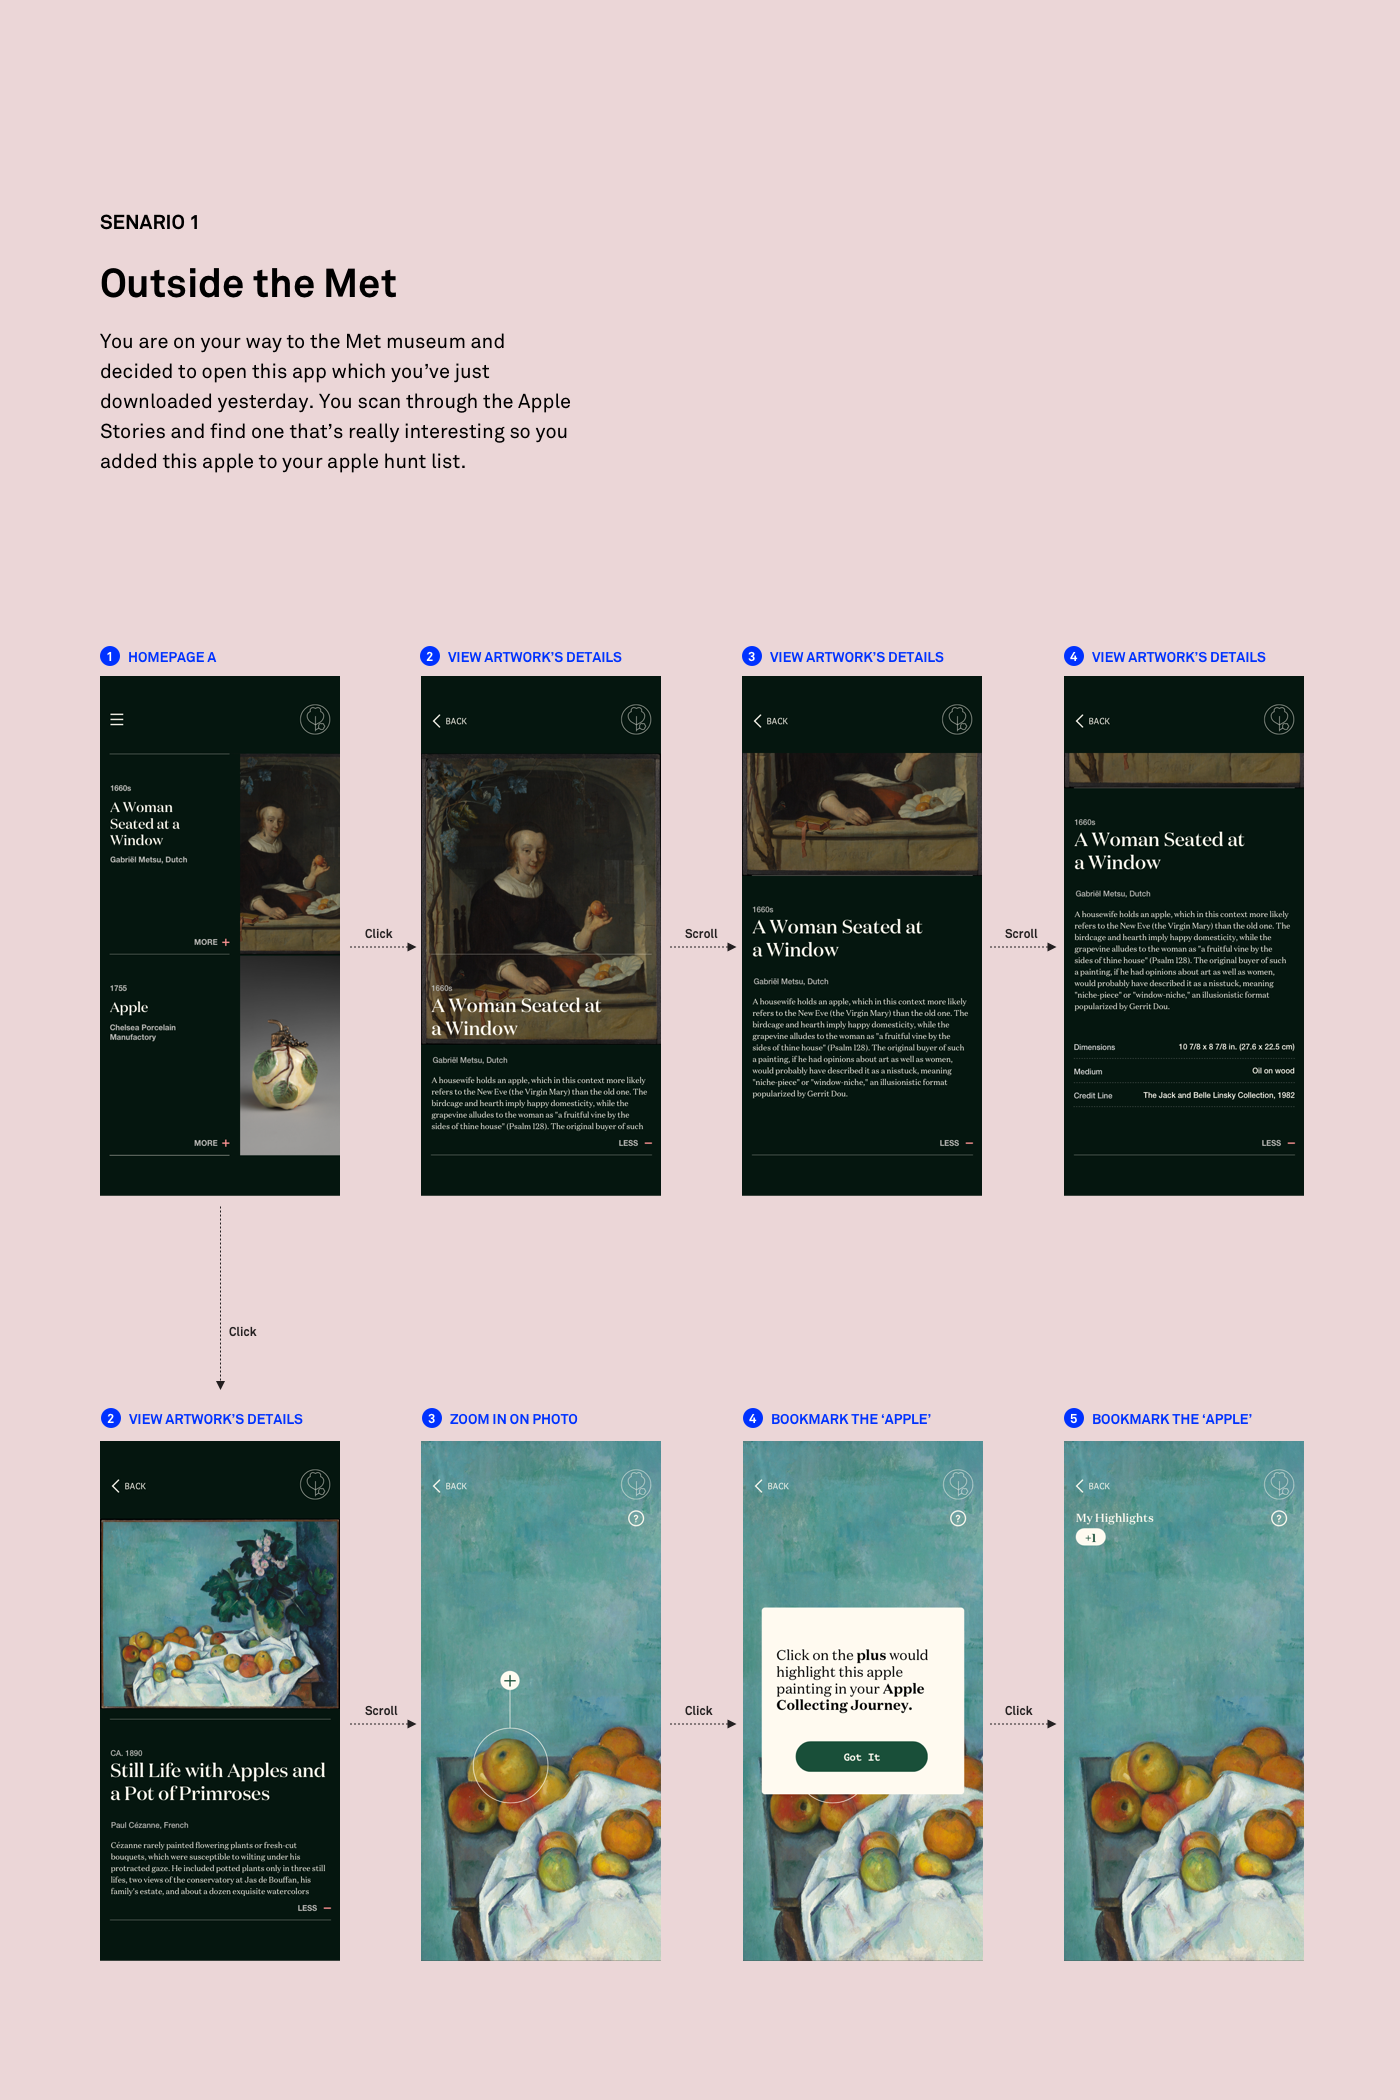 SENARIO 1
Outside the Met
You are on your way to the Met museum and
decided to open this app which you’ve just
downloaded yesterday. You scan through the Apple
Stories and find one that’s really interesting so you
added this apple to your apple hunt list.
1 HOMEPAGE A
1660s
A Woman
Seated at a
Window
Gabriël Metsu, Dutch
MORE +
1755
Apple
Chelsea Porcelain
Manufactory
MORE +
Click
2 VIEW ARTWORK’S DETAILS
BACK
1660s
A Woman Seated at
a Window
Gabriël Metsu, Dutch
A housewife holds an apple, which in this context more likely
refers to the New Eve (the Virgin Mary) than the old one. The
birdcage and hearth imply happy domesticity, while the
grapevine alludes to the woman as "a fruitful vine by the
sides of thine house" (Psalm 128). The original buyer of such
LESS –
Scroll
3 VIEW ARTWORK’S DETAILS
BACK
1660s
A Woman Seated at
a Window
Gabriël Metsu, Dutch
A housewife holds an apple, which in this context more likely
refers to the New Eve (the Virgin Mary) than the old one. The
birdcage and hearth imply happy domesticity, while the
grapevine alludes to the woman as "a fruitful vine by the
sides of thine house" (Psalm 128). The original buyer of such
a painting, if he had opinions about art as well as women,
would probably have described it as a nisstuck, meaning
"niche-piece" or "window-niche," an illusionistic format
popularized by Gerrit Dou.
LESS –
Scroll
4 VIEW ARTWORK’S DETAILS
BACK
1660s
A Woman Seated at
a Window
Gabriël Metsu, Dutch
A housewife holds an apple, which in this context more likely
refers to the New Eve (the Virgin Mary) than the old one. The
birdcage and hearth imply happy domesticity, while the
grapevine alludes to the woman as "a fruitful vine by the
sides of thine house" (Psalm 128). The original buyer of such
a painting, if he had opinions about art as well as women,
would probably have described it as a nisstuck, meaning
"niche-piece" or "window-niche," an illusionistic format
popularized by Gerrit Dou.
Dimensions 10 7/8 x 8 7/8 in. (27.6 x 22.5 cm)
Medium Oil on wood
Credit Line The Jack and Belle Linsky Collection, 1982
LESS –
Click
2 VIEW ARTWORK’S DETAILS
BACK
CA. 1890
Still Life with Apples and
a Pot of Primroses
Paul Cézanne, French
Cézanne rarely painted flowering plants or fresh-cut
bouquets, which were susceptible to wilting under his
protracted gaze. He included potted plants only in three still
lifes, two views of the conservatory at Jas de Bouffan, his
family's estate, and about a dozen exquisite watercolors
LESS –
Scroll
3 ZOOM IN ON PHOTO
BACK
?
+
Click
4 BOOKMARK THE ‘APPLE’
BACK
?
Click on the plus would
highlight this apple
painting in your Apple
Collecting Journey.
Got It
Click
5 BOOKMARK THE ‘APPLE’
BACK
My Highlights
?
+1